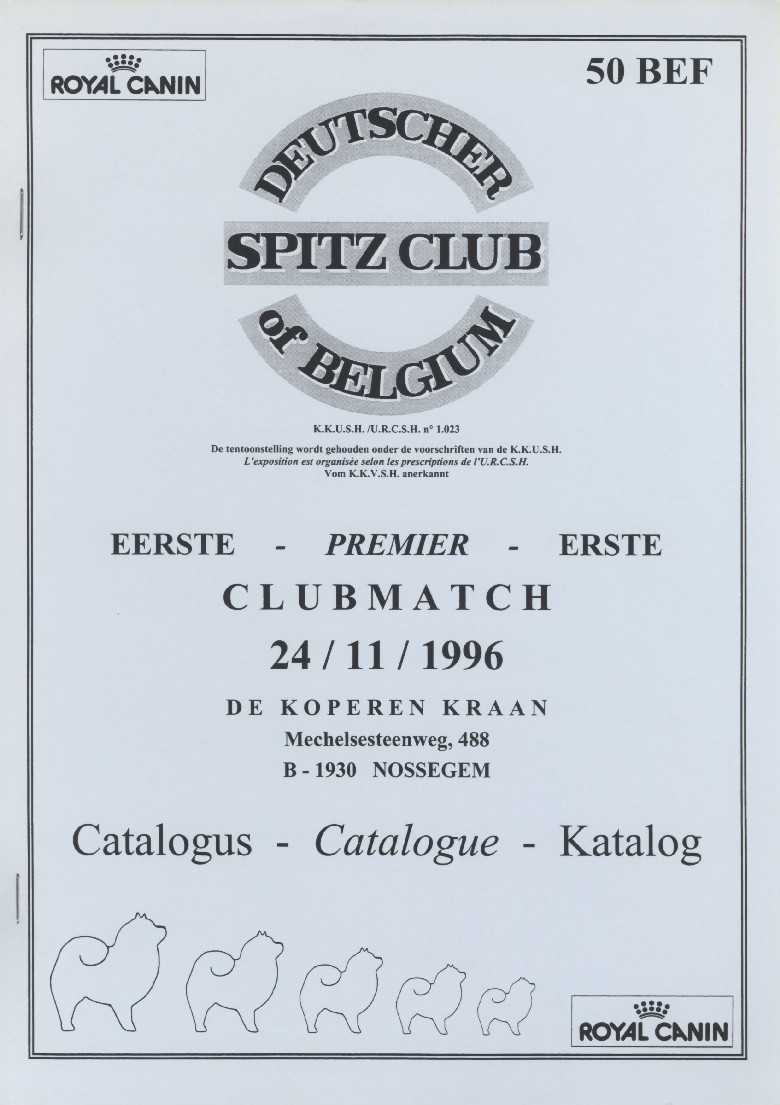 ROYAL CANIN
50 BEF
DEUTSCHER
SPITZ CLUB
of BELGIUM
K.K.U.S.H. /U.R.C.S.H. n° 1.023
De tentoonstelling wordt gehouden onder de voorschriften van de K.K.U.S.H.
L'exposition est organisée selon les prescriptions de l'U.R.C.S.H.
Vom K.K.V.S.H. anerkannt
EERSTE - PREMIER - ERSTE
CLUBMATCH
24 / 11 / 1996
DE KOPEREN KRAAN
Mechelsesteenweg, 488
B - 1930 NOSSEGEM
Catalogus - Catalogue - Katalog
ROYAL CANIN